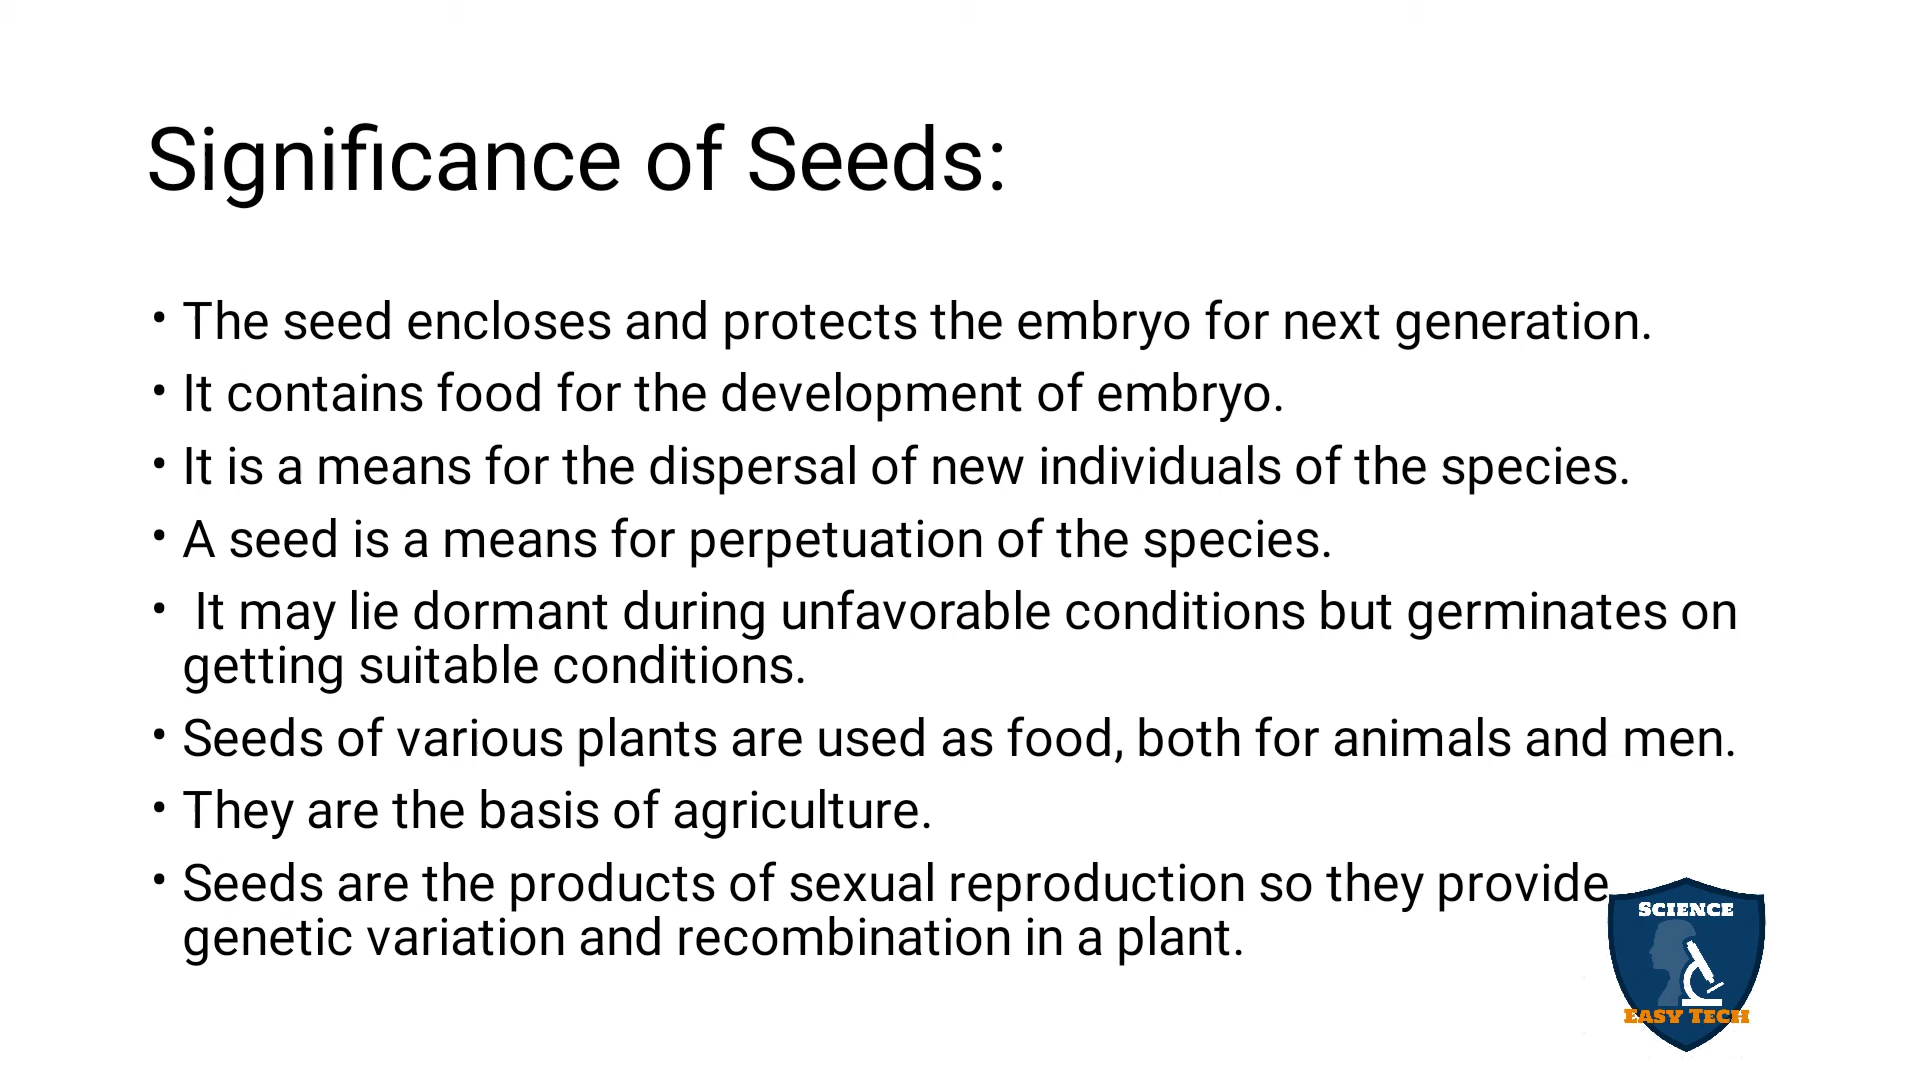 Significance of Seeds:
• The seed encloses and protects the embryo for next generation.
• It contains food for the development of embryo.
• It is a means for the dispersal of new individuals of the species.
• A seed is a means for perpetuation of the species.
• It may lie dormant during unfavorable conditions but germinates on
getting suitable conditions.
• Seeds of various plants are used as food, both for animals and men.
• They are the basis of agriculture.
• Seeds are the products of sexual reproduction so they provide
genetic variation and recombination in a plant.
SCIENCE
EASY TECH